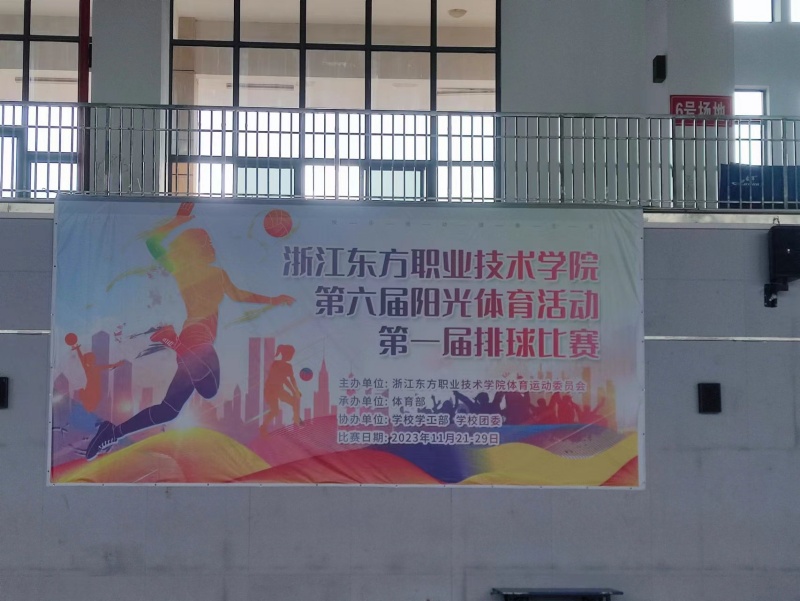 6号场地
浙江东方职业技术学院
第六届阳光体育活动
第一届排球比赛
主办单位: 浙江东方职业技术学院体育运动委员会
承办单位: 体育部
协办单位: 学校学工部 学校团委
比赛日期: 2023年11月21-29日